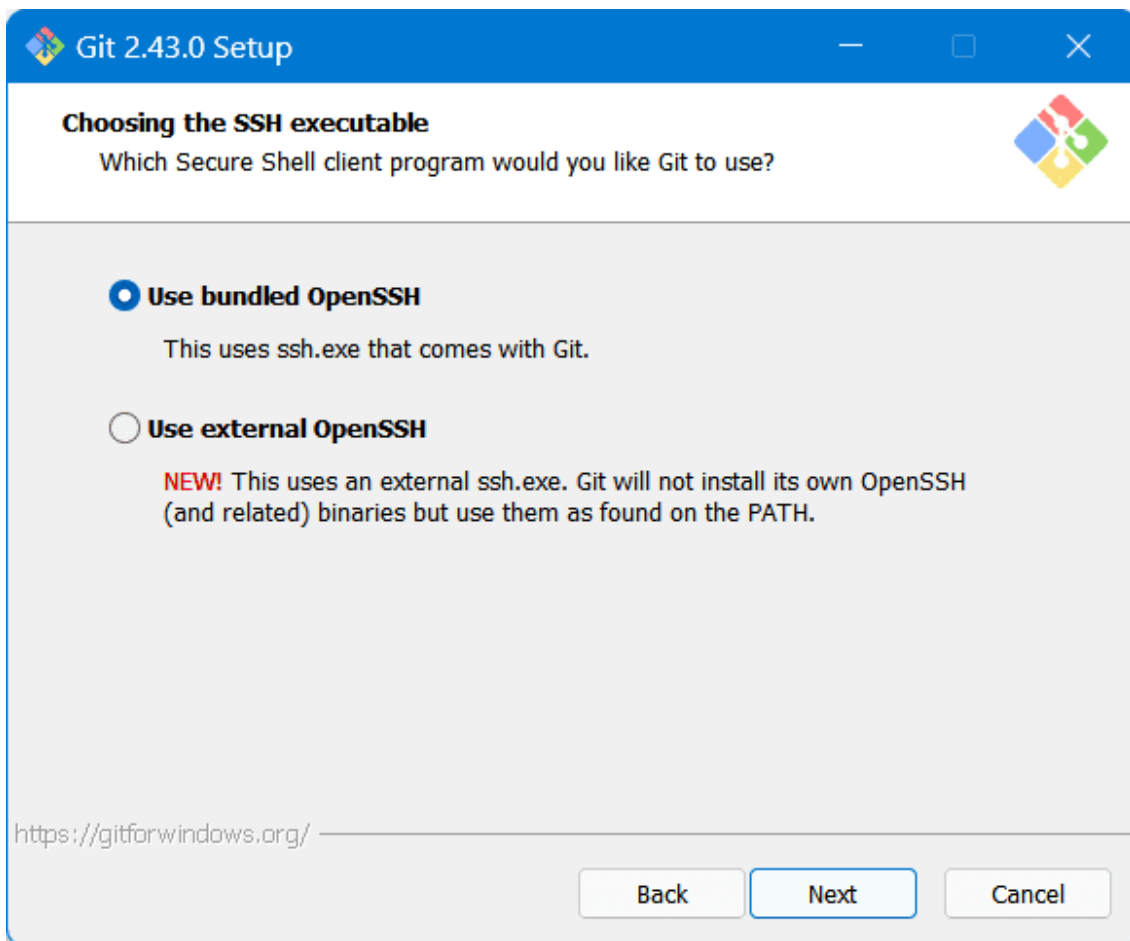 Git 2.43.0 Setup
Choosing the SSH executable
Which Secure Shell client program would you like Git to use?
Use bundled OpenSSH
This uses ssh.exe that comes with Git.
Use external OpenSSH
NEW! This uses an external ssh.exe. Git will not install its own OpenSSH
(and related) binaries but use them as found on the PATH.
https://gitforwindows.org/
Back Next Cancel